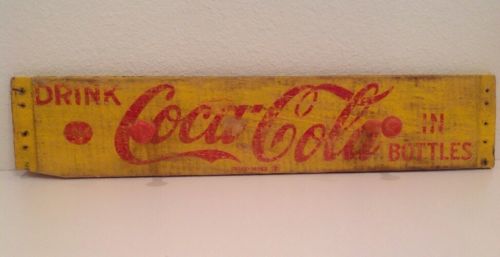 DRINK
Coca-Cola
IN
BOTTLES